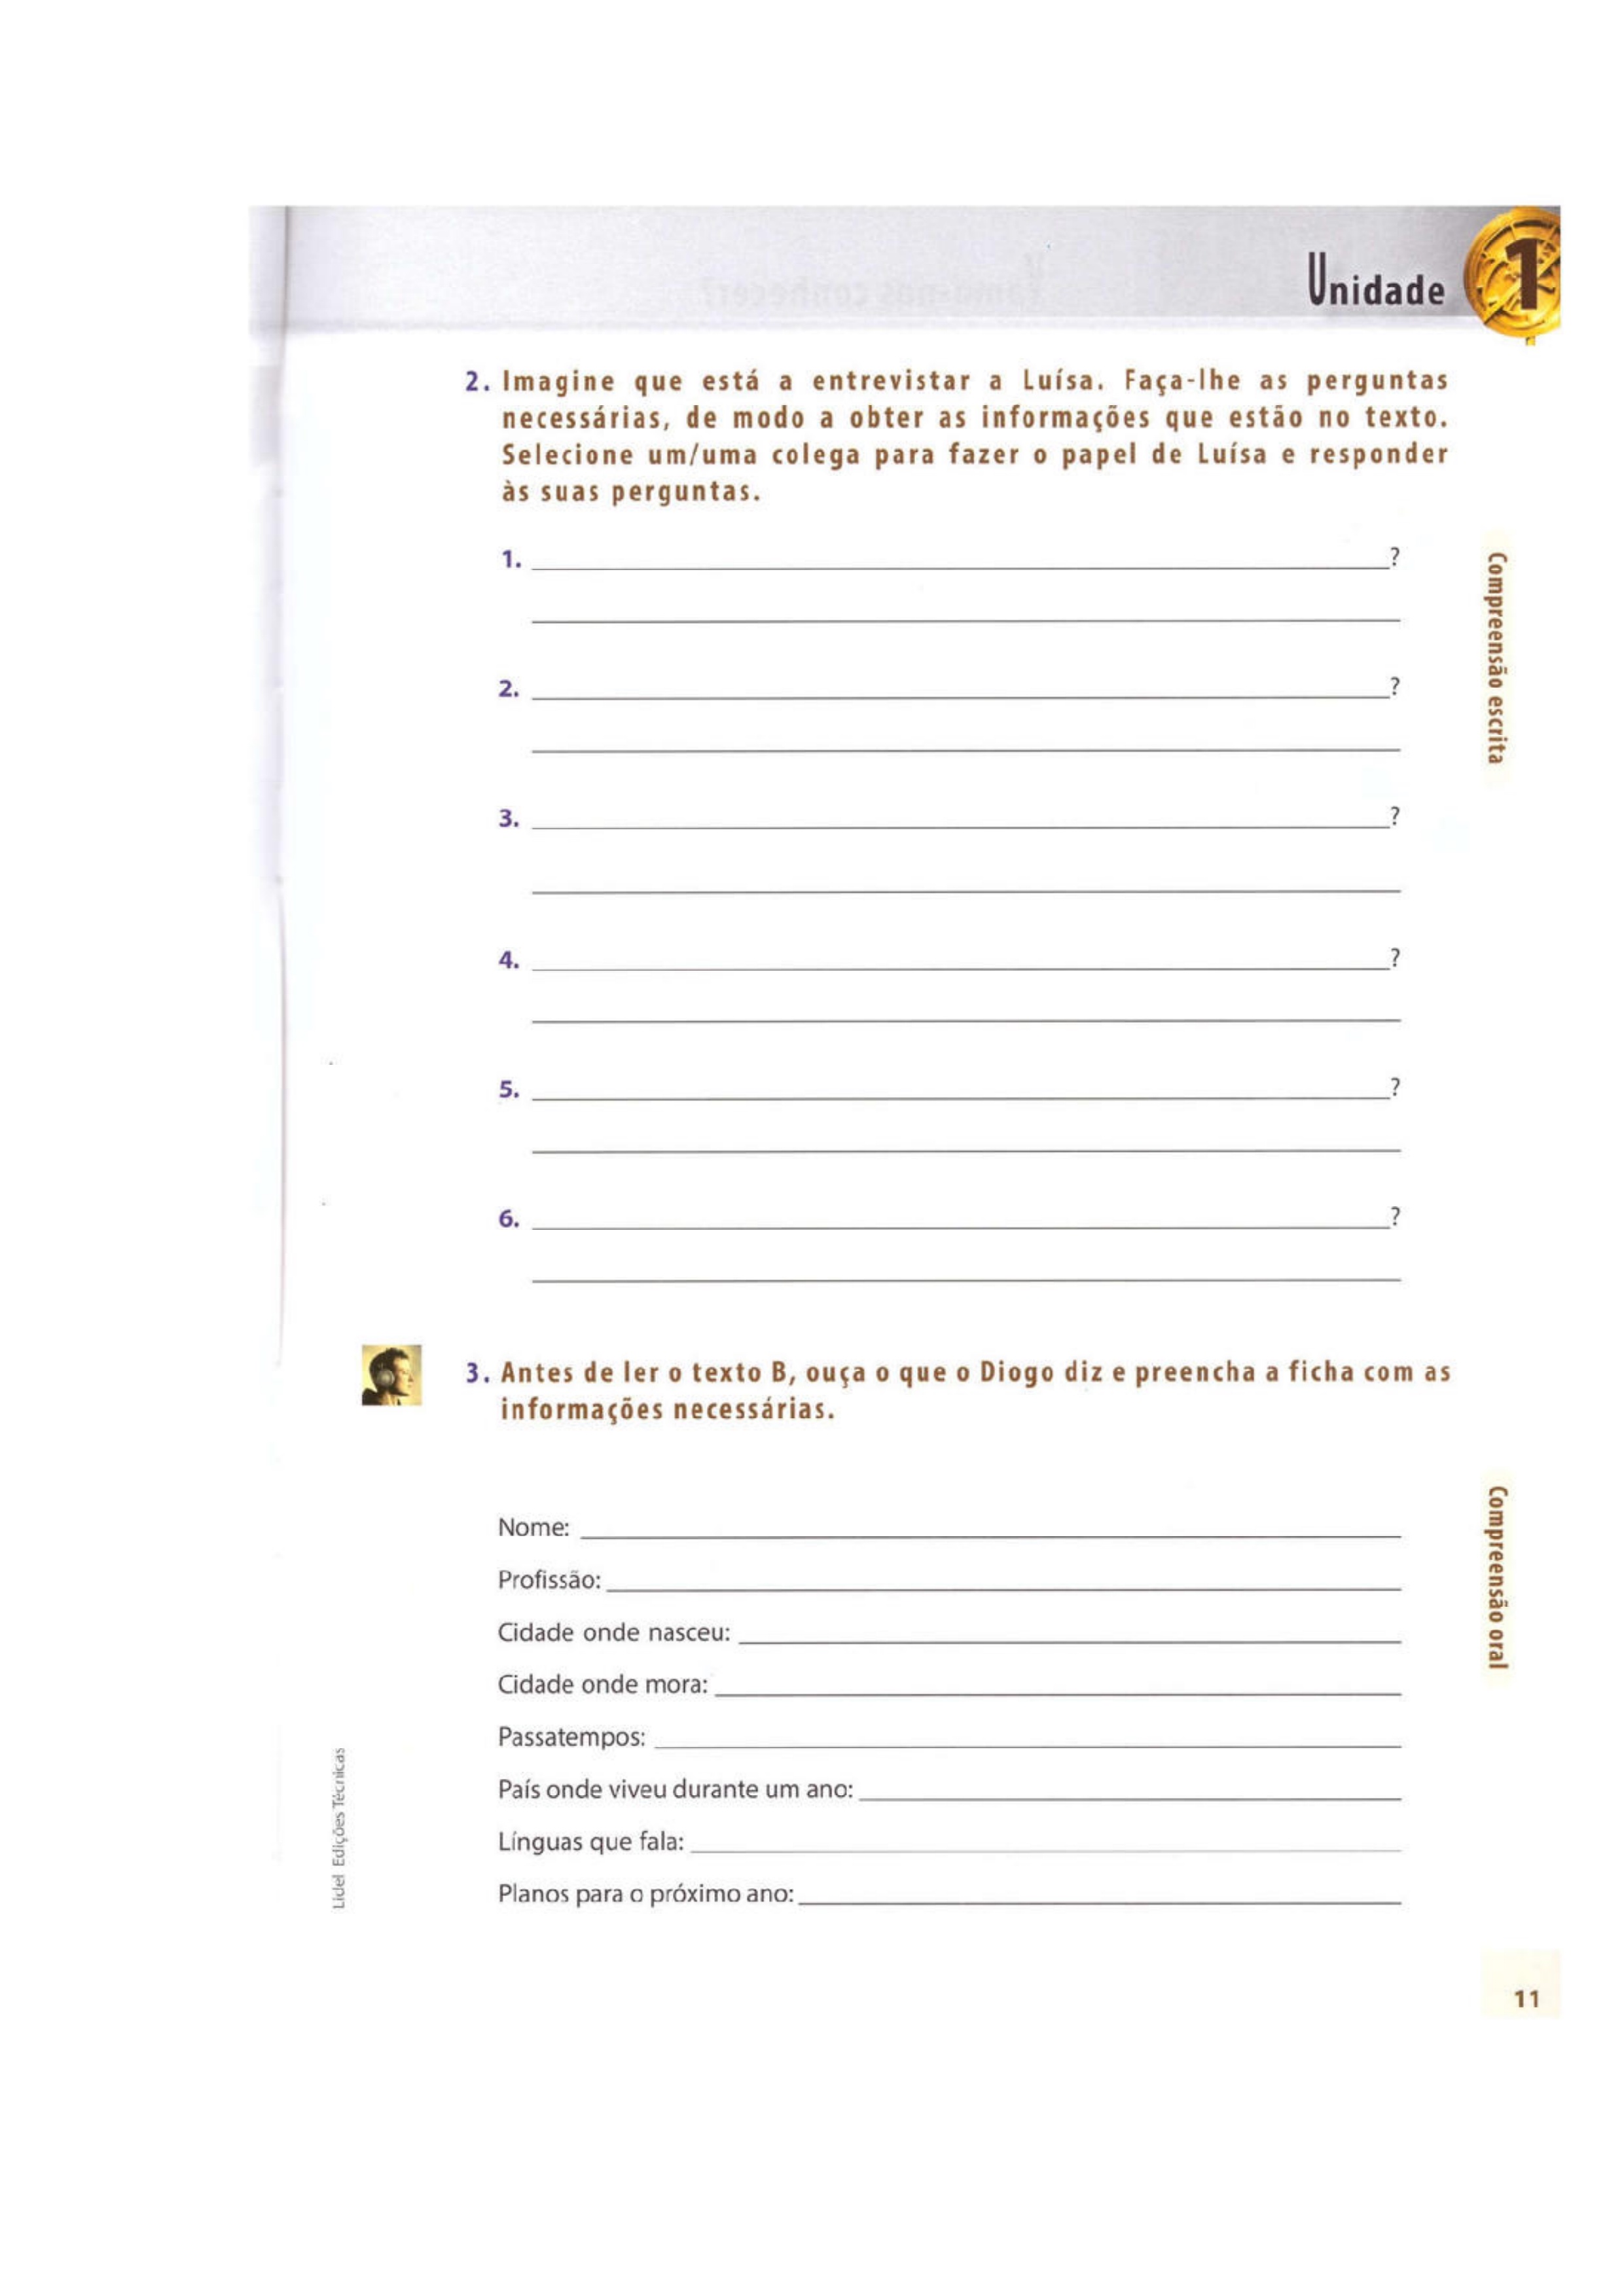 Unidade 1
2. Imagine que está a entrevistar a Luísa. Faça-lhe as perguntas
necessárias, de modo a obter as informações que estão no texto.
Selecione um/uma colega para fazer o papel de Luísa e responder
às suas perguntas.
1. ?
2. ?
3. ?
4. ?
5. ?
6. ?
Compreensão escrita
3. Antes de ler o texto B, ouça o que o Diogo diz e preencha a ficha com as
informações necessárias.
Nome:
Profissão:
Cidade onde nasceu:
Cidade onde mora:
Passatempos:
País onde viveu durante um ano:
Línguas que fala:
Planos para o próximo ano:
Compreensão oral
Lidel Edições Técnicas
11